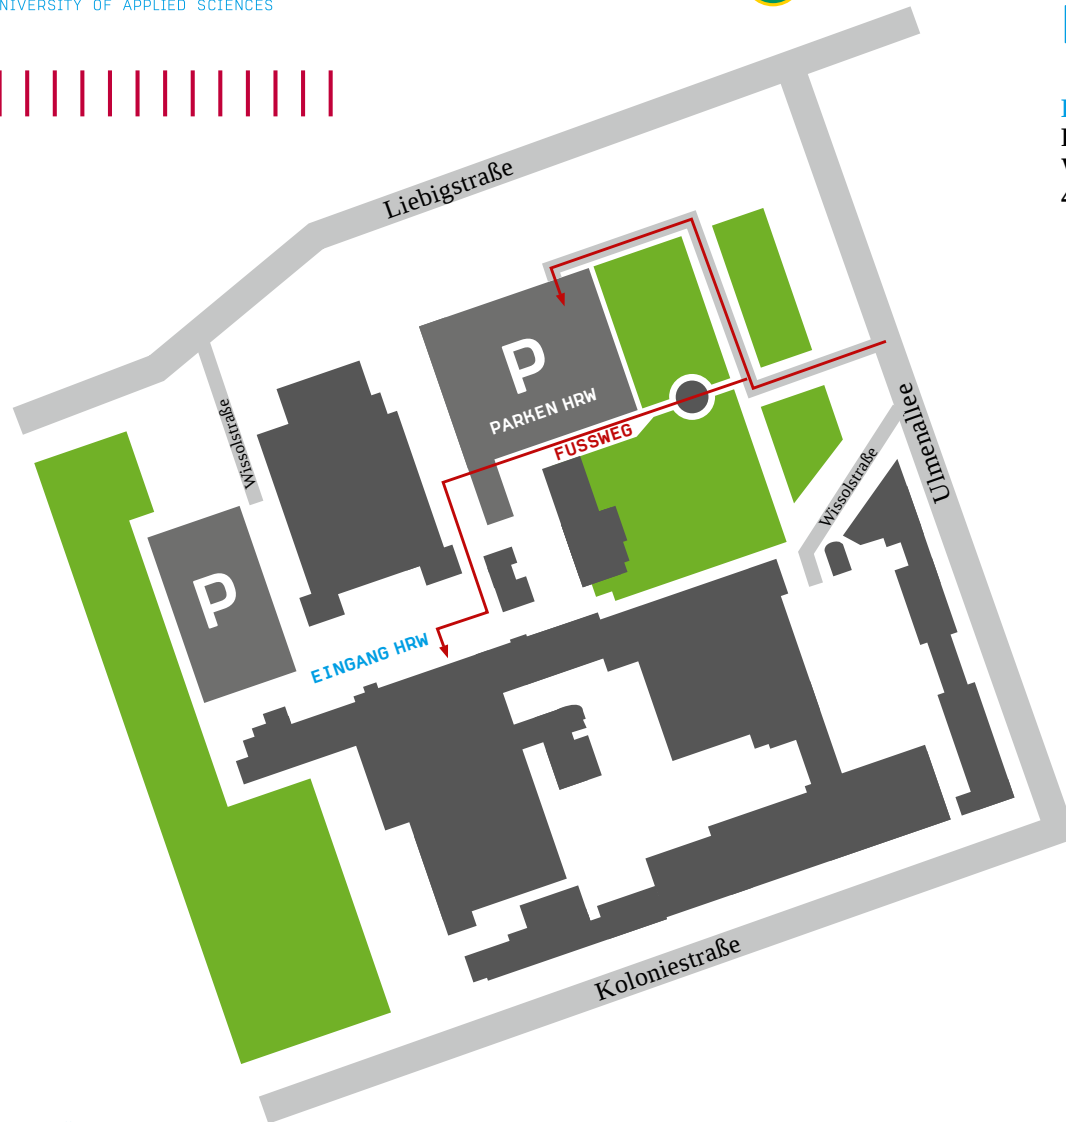 NIVERSITY OF APPLIED SCIENCES
Liebigstraße
Wissolstraße
P
PARKEN HRW
FUSSWEG
Ulmenallee
Wissolstraße
P
EINGANG HRW
Koloniestraße